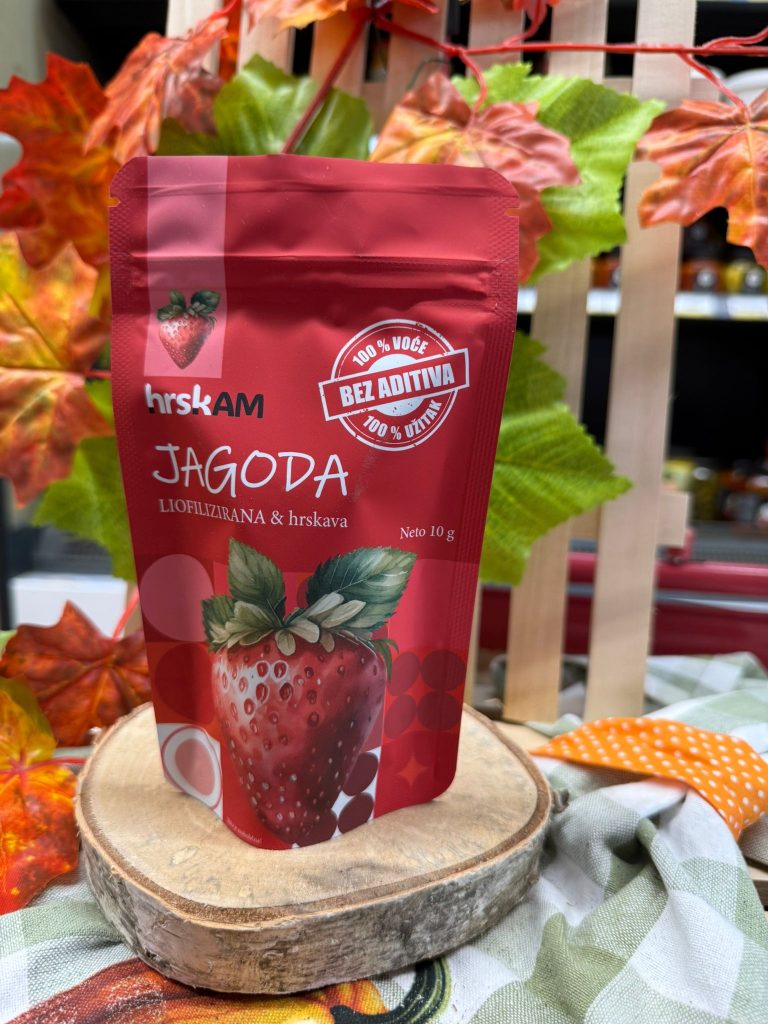 100 % VOĆE
BEZ ADITIVA
100 % UŽITAK
hrskAM
JAGODA
LIOFILIZIRANA & hrskava
Neto 10 g